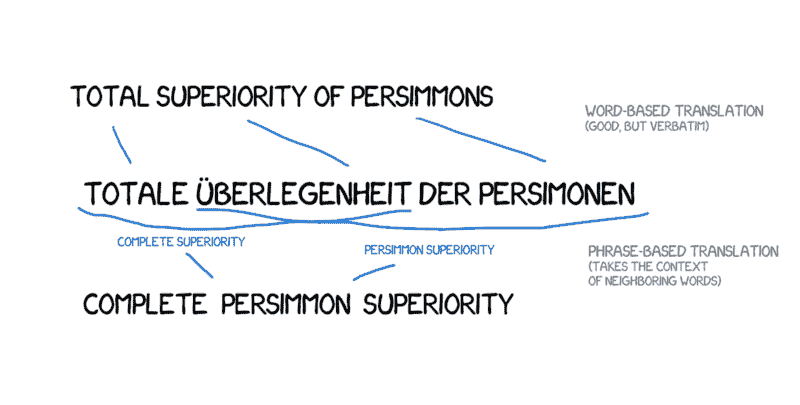 TOTAL SUPERIORITY OF PERSIMMONS
WORD-BASED TRANSLATION
(GOOD, BUT VERBATIM)
TOTALE ÜBERLEGENHEIT DER PERSIMONEN
COMPLETE SUPERIORITY
PERSIMMON SUPERIORITY
PHRASE-BASED TRANSLATION
(TAKES THE CONTEXT
OF NEIGHBORING WORDS)
COMPLETE PERSIMMON SUPERIORITY